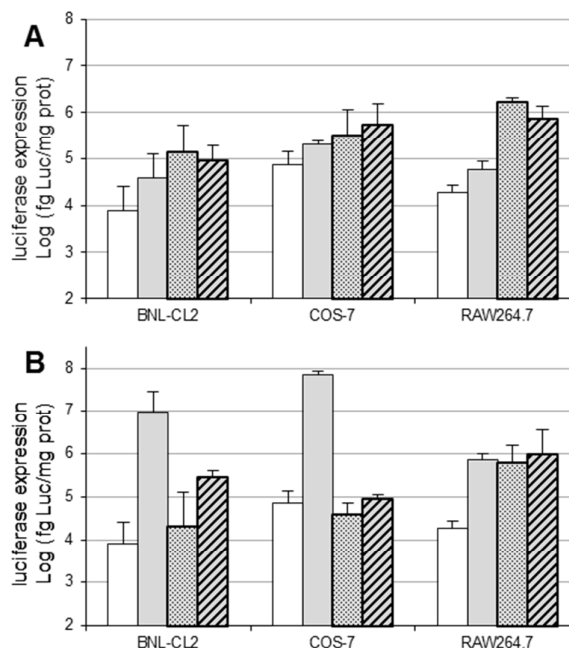 A
8
7
6
5
4
3
2
luciferase expression
Log (fg Luc/mg prot)
BNL-CL2 COS-7 RAW264.7
B
8
7
6
5
4
3
2
luciferase expression
Log (fg Luc/mg prot)
BNL-CL2 COS-7 RAW264.7